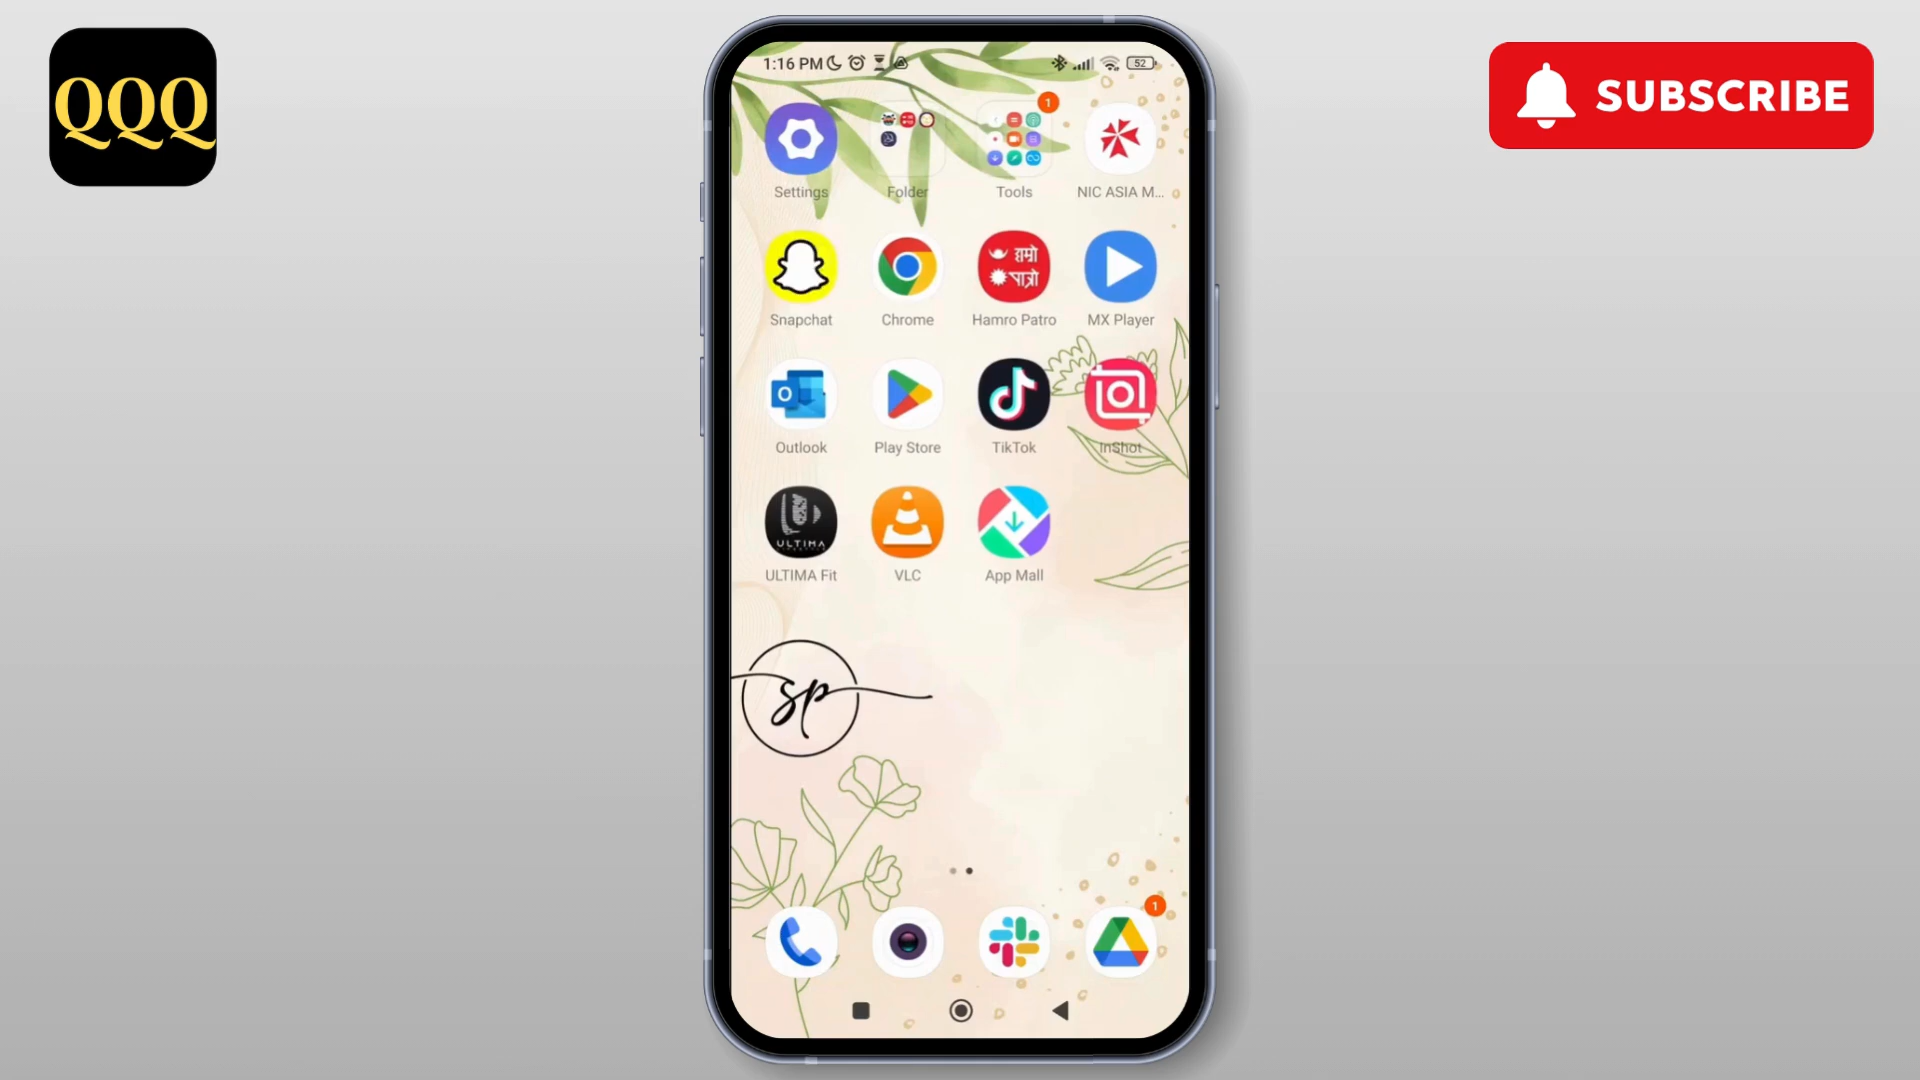 QQQ
SUBSCRIBE
1:16 PM
52
1
Settings
Folder
Tools
NIC ASIA M...
हाम्रो
पात्रो
Snapchat
Chrome
Hamro Patro
MX Player
O
Outlook
Play Store
TikTok
InShot
ULTIMA
ULTIMA Fit
VLC
App Mall
sp
1